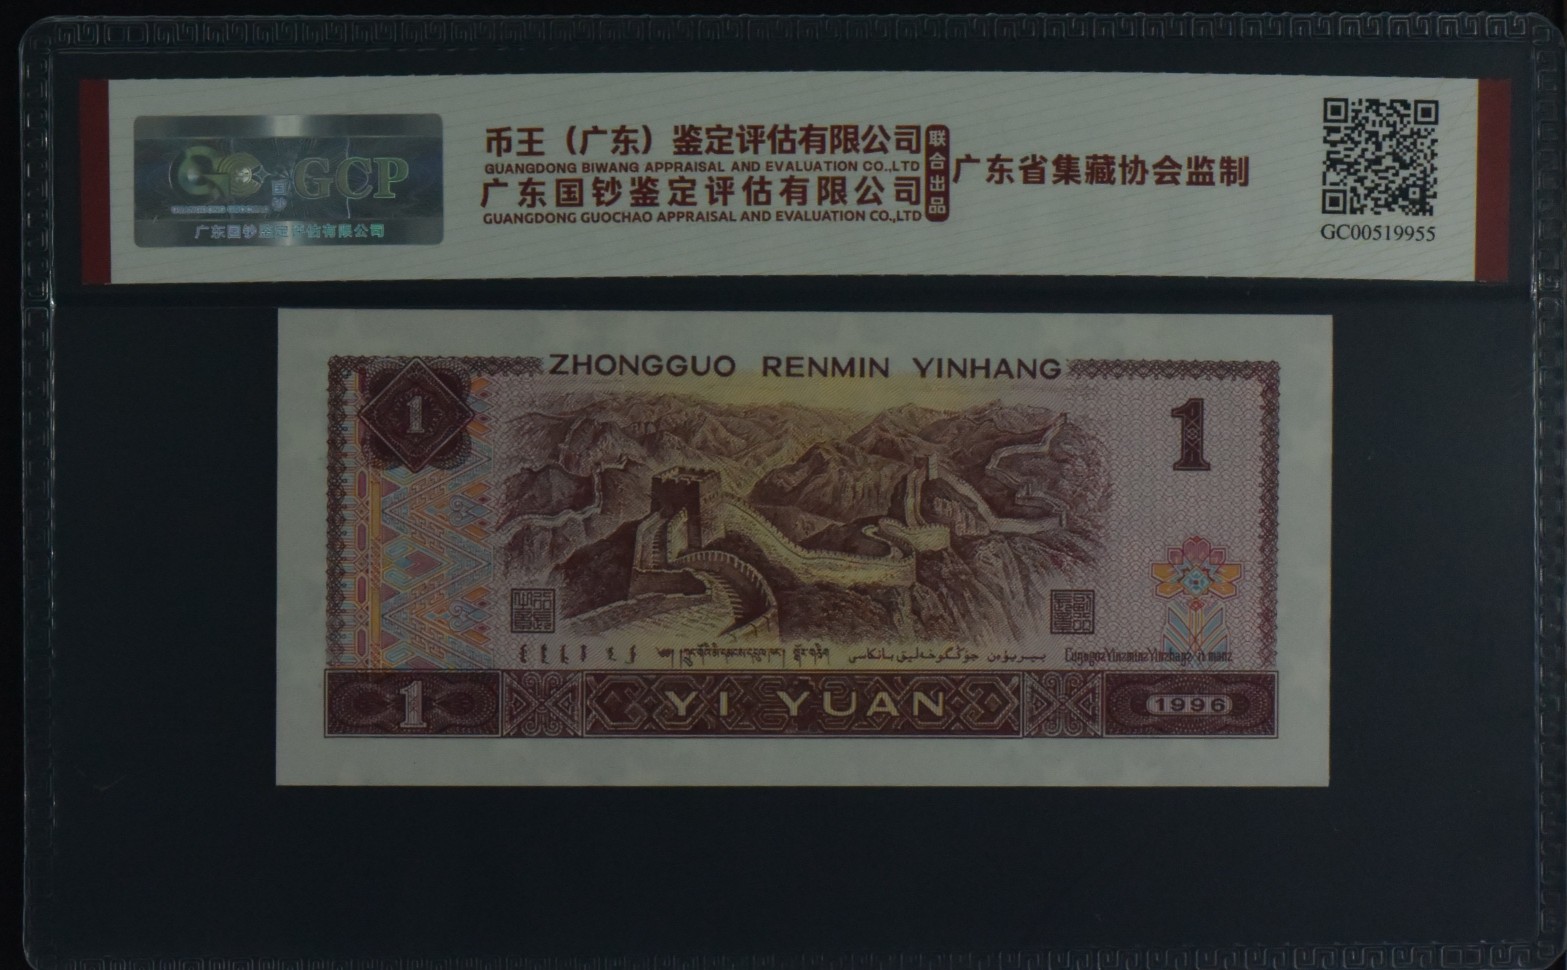 币王（广东）鉴定评估有限公司
GUANGDONG BIWANG APPRAISAL AND EVALUATION CO.,LTD
广东国钞鉴定评估有限公司
GUANGDONG GUOCHAO APPRAISAL AND EVALUATION CO.,LTD
联合出品
广东省集藏协会监制
GCP
国钞
广东国钞鉴定评估有限公司
GC00519955
ZHONGGUO RENMIN YINHANG
1
1
1
YI YUAN
1996